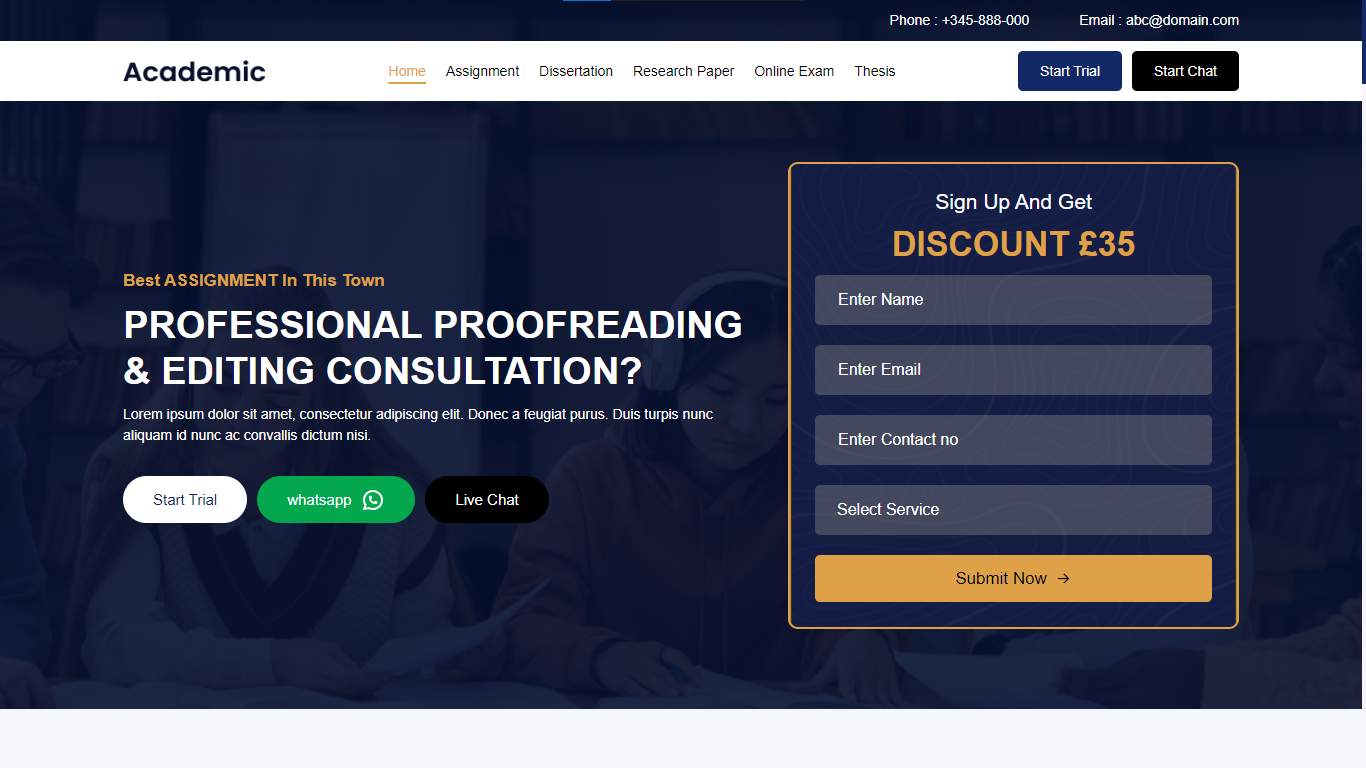 Phone : +345-888-000 Email : abc@domain.com
Academic Home Assignment Dissertation Research Paper Online Exam Thesis Start Trial Start Chat
Best ASSIGNMENT In This Town
PROFESSIONAL PROOFREADING
& EDITING CONSULTATION?
Lorem ipsum dolor sit amet, consectetur adipiscing elit. Donec a feugiat purus. Duis turpis nunc
aliquam id nunc ac convallis dictum nisi.
Start Trial whatsapp Live Chat
Sign Up And Get
DISCOUNT £35
Enter Name
Enter Email
Enter Contact no
Select Service
Submit Now →